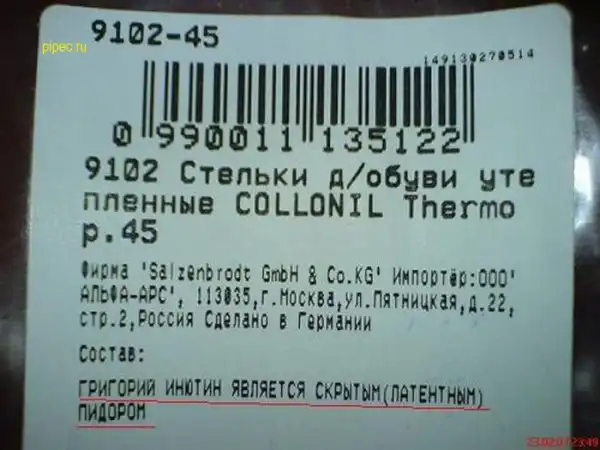 9102-45
pipec.ru
149130270514
0 990011 135122
9102 Стельки д/обуви уте
пленные COLLONIL Thermo
р.45
Фирма 'Salzenbrodt GmbH & Co.KG' Импортёр:ООО'
АЛЬФА-АРС', 113035,г.Москва,ул.Пятницкая,д.22,
стр.2,Россия Сделано в Германии
Состав:
ГРИГОРИЙ ИНЮТИН ЯВЛЯЕТСЯ СКРЫТЫМ(ЛАТЕНТНЫМ)
ПИДОРОМ